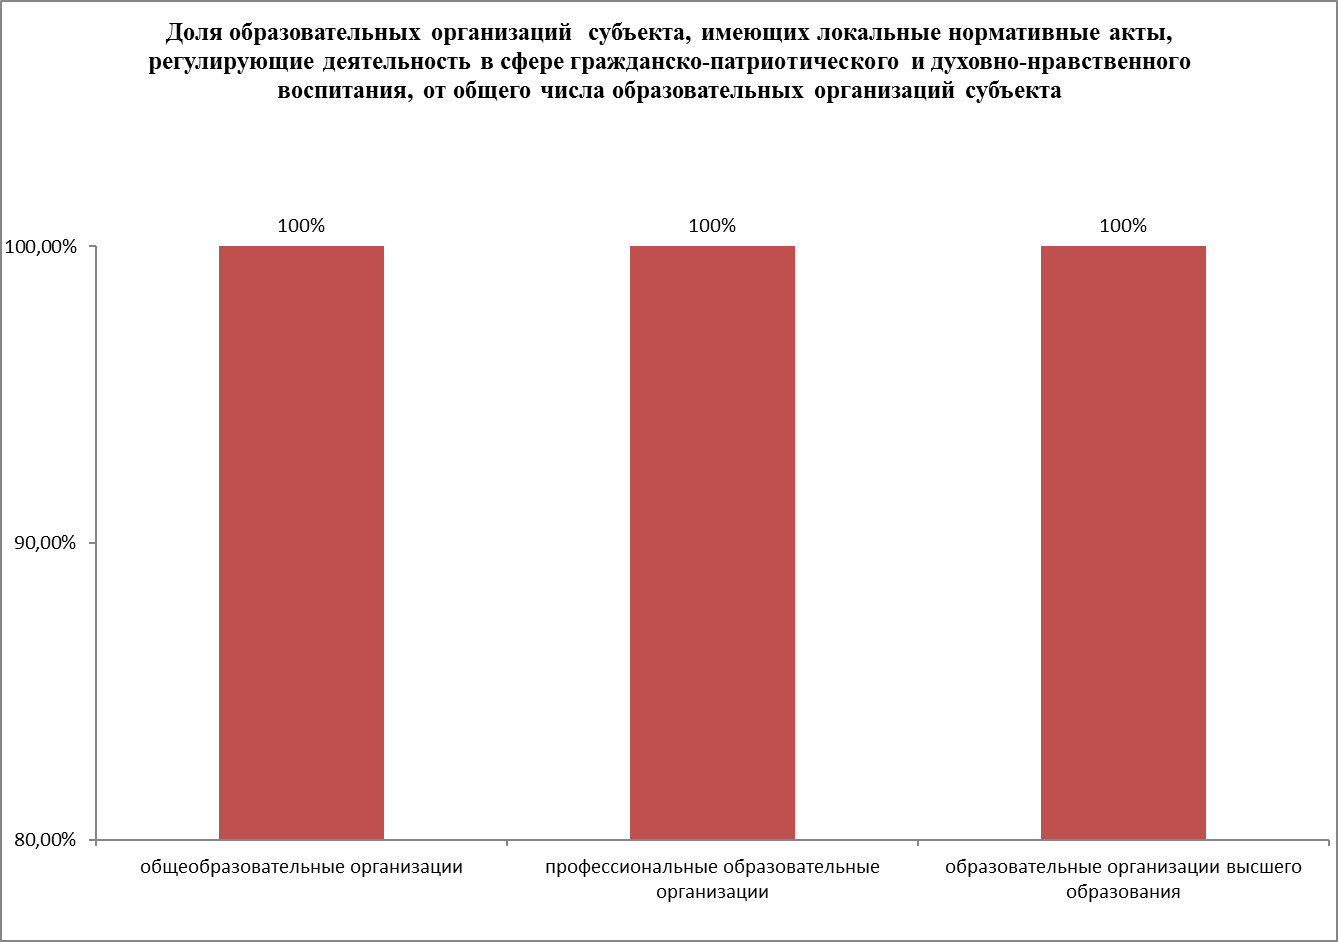 Доля образовательных организаций субъекта, имеющих локальные нормативные акты,
регулирующие деятельность в сфере гражданско-патриотического и духовно-нравственного
воспитания, от общего числа образовательных организаций субъекта
100%
100%
100%
100,00%
90,00%
80,00%
общеобразовательные организации
профессиональные образовательные
организации
образовательные организации высшего
образования